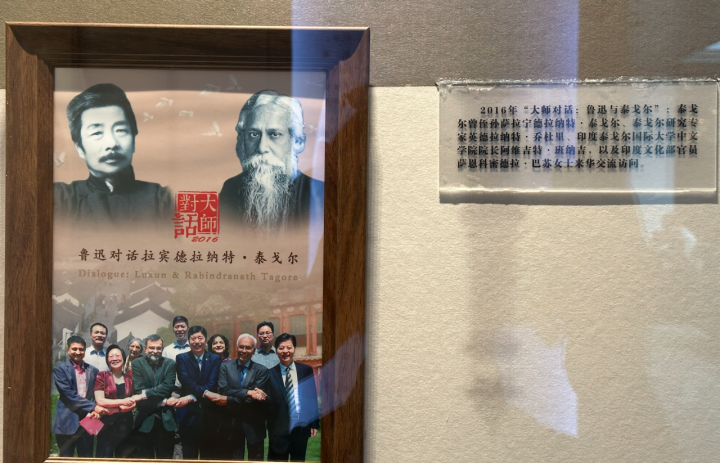 大師
對話
2016
鲁迅对话拉宾德拉纳特·泰戈尔
Dialogue: Luxun & Rabindranath Tagore
2016年“大师对话：鲁迅与泰戈尔”：泰戈
尔曾侄孙萨拉宁德拉纳特·泰戈尔、泰戈尔研究专
家英德拉纳特·乔杜里、印度泰戈尔国际大学中文
学院院长阿维吉特·班纳吉，以及印度文化部官员
萨恩科密德拉·巴苏女士来华交流访问。